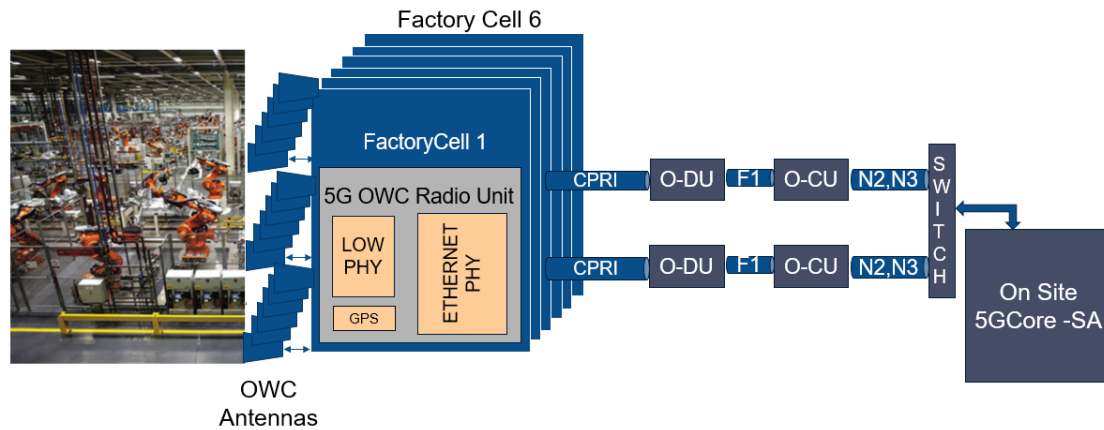 Factory Cell 6
FactoryCell 1
5G OWC Radio Unit
LOW
PHY
ETHERNET
PHY
GPS
OWC
Antennas
CPRI
O-DU
F1
O-CU
N2,N3
CPRI
O-DU
F1
O-CU
N2,N3
SWITCH
On Site
5GCore -SA